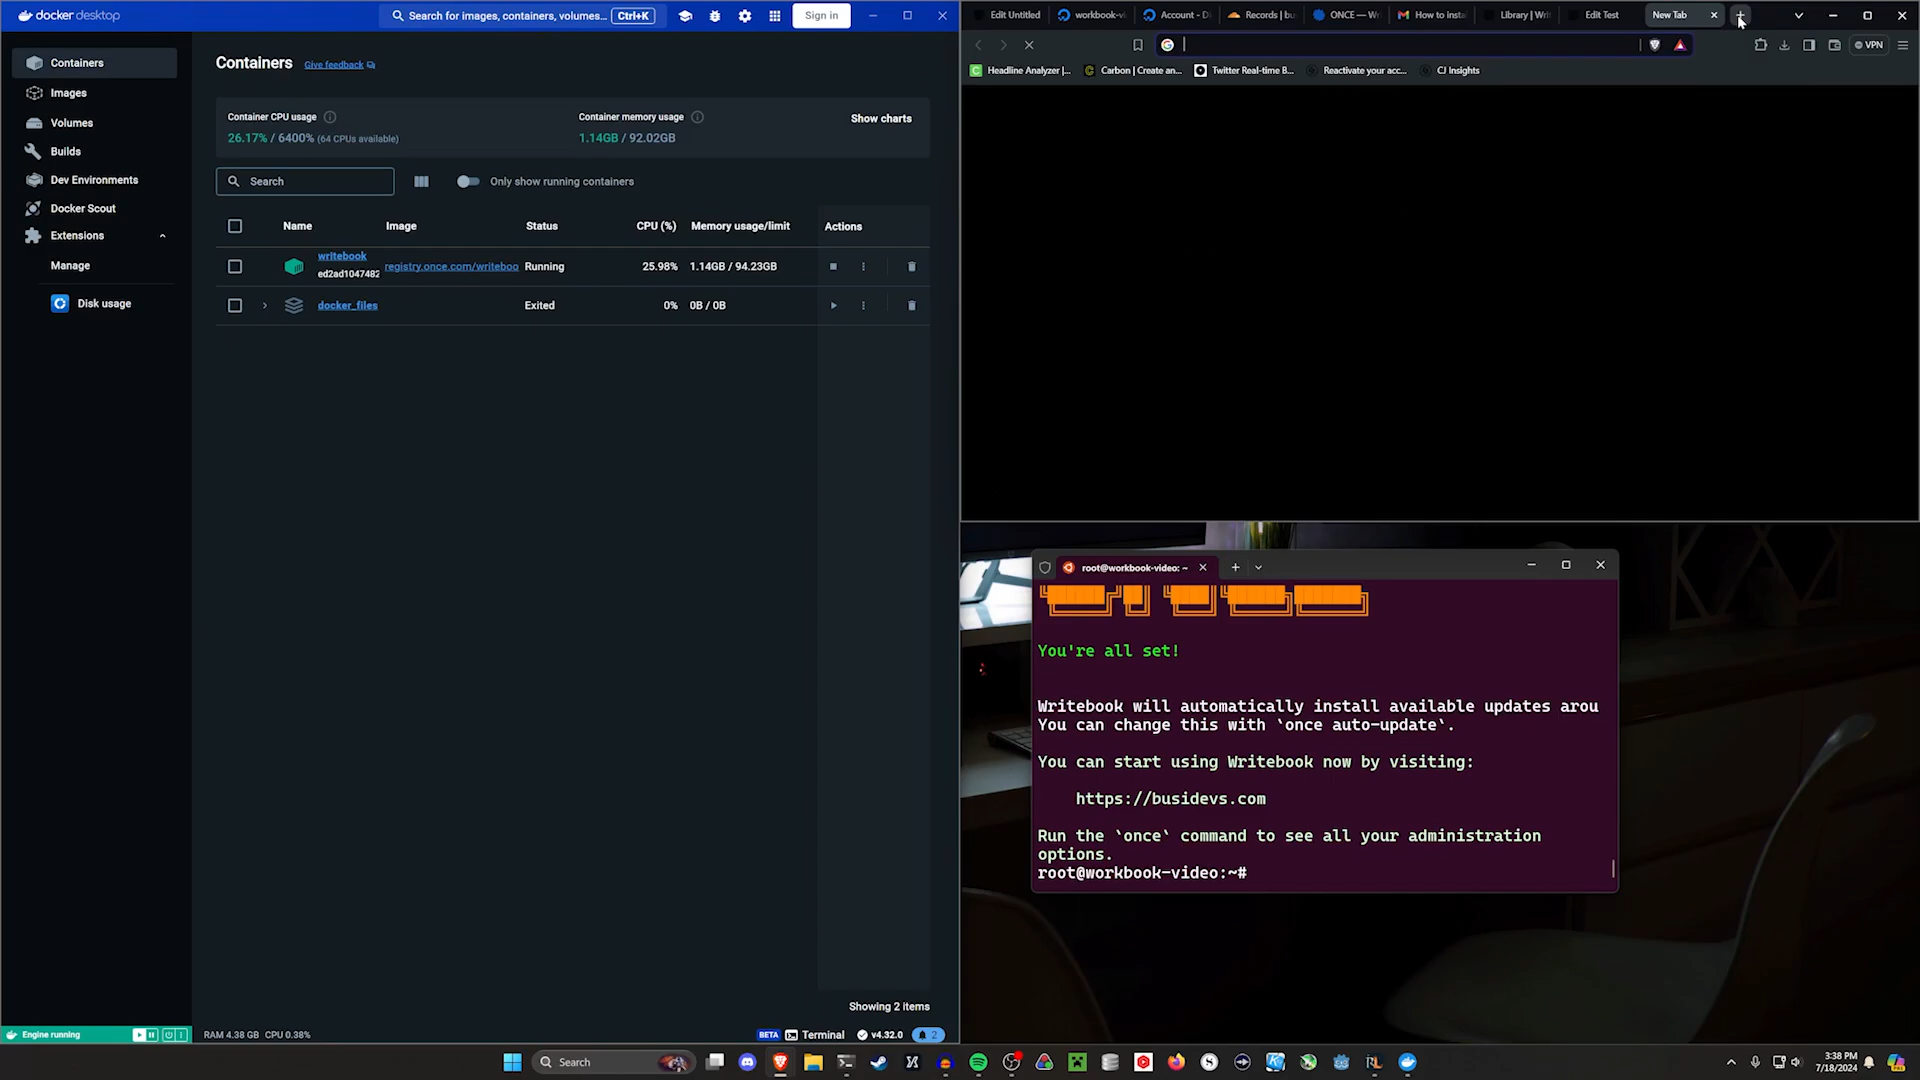 docker desktop
Search for images, containers, volumes... Ctrl+K
Sign in
Containers
Images
Volumes
Builds
Dev Environments
Docker Scout
Extensions
Manage
Disk usage
Containers Give feedback
Container CPU usage
26.17% / 6400% (64 CPUs available)
Container memory usage
1.14GB / 92.02GB
Show charts
Search
Only show running containers
Name Image Status CPU (%) Memory usage/limit Actions
writebook
ed2ad1047482 registry.once.com/writeboo Running 25.98% 1.14GB / 94.23GB
docker_files Exited 0% 0B / 0B
Showing 2 items
Engine running
RAM 4.38 GB CPU 0.38%
BETA Terminal v4.32.0 2
Edit Untitled workbook-vi Account - D Records | bu ONCE — Wr How to insta Library | Writ Edit Test New Tab
VPN
Headline Analyzer |... Carbon | Create an... Twitter Real-time B... Reactivate your acc... CJ Insights
root@workbook-video: ~
You're all set!
Writebook will automatically install available updates arou
You can change this with `once auto-update`.
You can start using Writebook now by visiting:
https://busidevs.com
Run the `once` command to see all your administration
options.
root@workbook-video:~#
Search
3:38 PM
7/18/2024